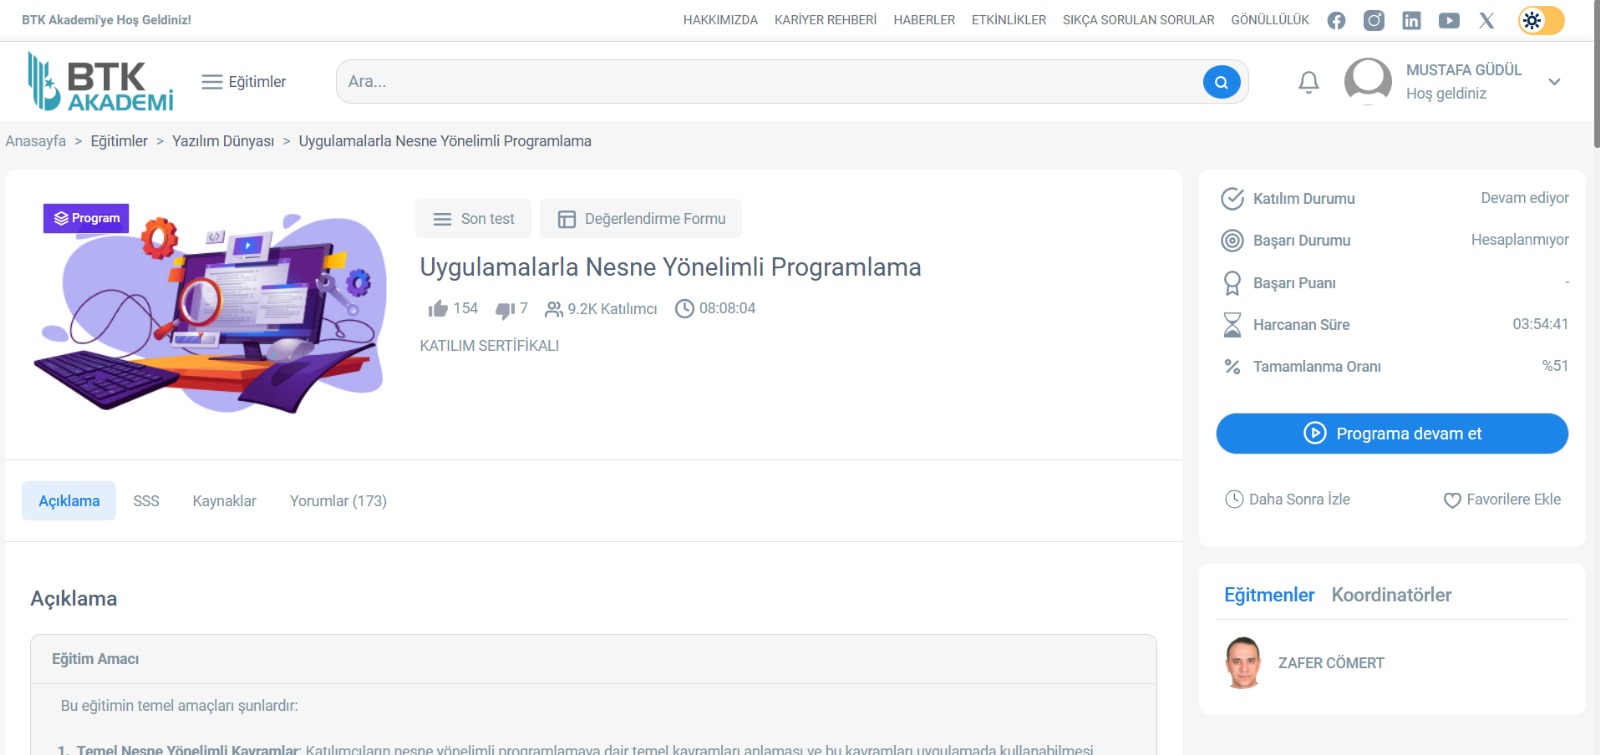 BTK Akademi'ye Hoş Geldiniz!
HAKKIMIZDA KARİYER REHBERİ HABERLER ETKİNLİKLER SIKÇA SORULAN SORULAR GÖNÜLLÜLÜK
BTK AKADEMİ
Eğitimler
Ara...
MUSTAFA GÜDÜL
Hoş geldiniz
Anasayfa > Eğitimler > Yazılım Dünyası > Uygulamalarla Nesne Yönelimli Programlama
Program
Son test
Değerlendirme Formu
Uygulamalarla Nesne Yönelimli Programlama
154 7 9.2K Katılımcı 08:08:04
KATILIM SERTİFİKALI
Katılım Durumu Devam ediyor
Başarı Durumu Hesaplanmıyor
Başarı Puanı -
Harcanan Süre 03:54:41
Tamamlanma Oranı %51
Programa devam et
Daha Sonra İzle Favorilere Ekle
Açıklama SSS Kaynaklar Yorumlar (173)
Eğitmenler Koordinatörler
ZAFER CÖMERT
Açıklama
Eğitim Amacı
Bu eğitimin temel amaçları şunlardır:
1. Temel Nesne Yönelimli Kavramlar: Katılımcıların nesne yönelimli programlamaya dair temel kavramları anlaması ve bu kavramları uygulamada kullanabilmesi